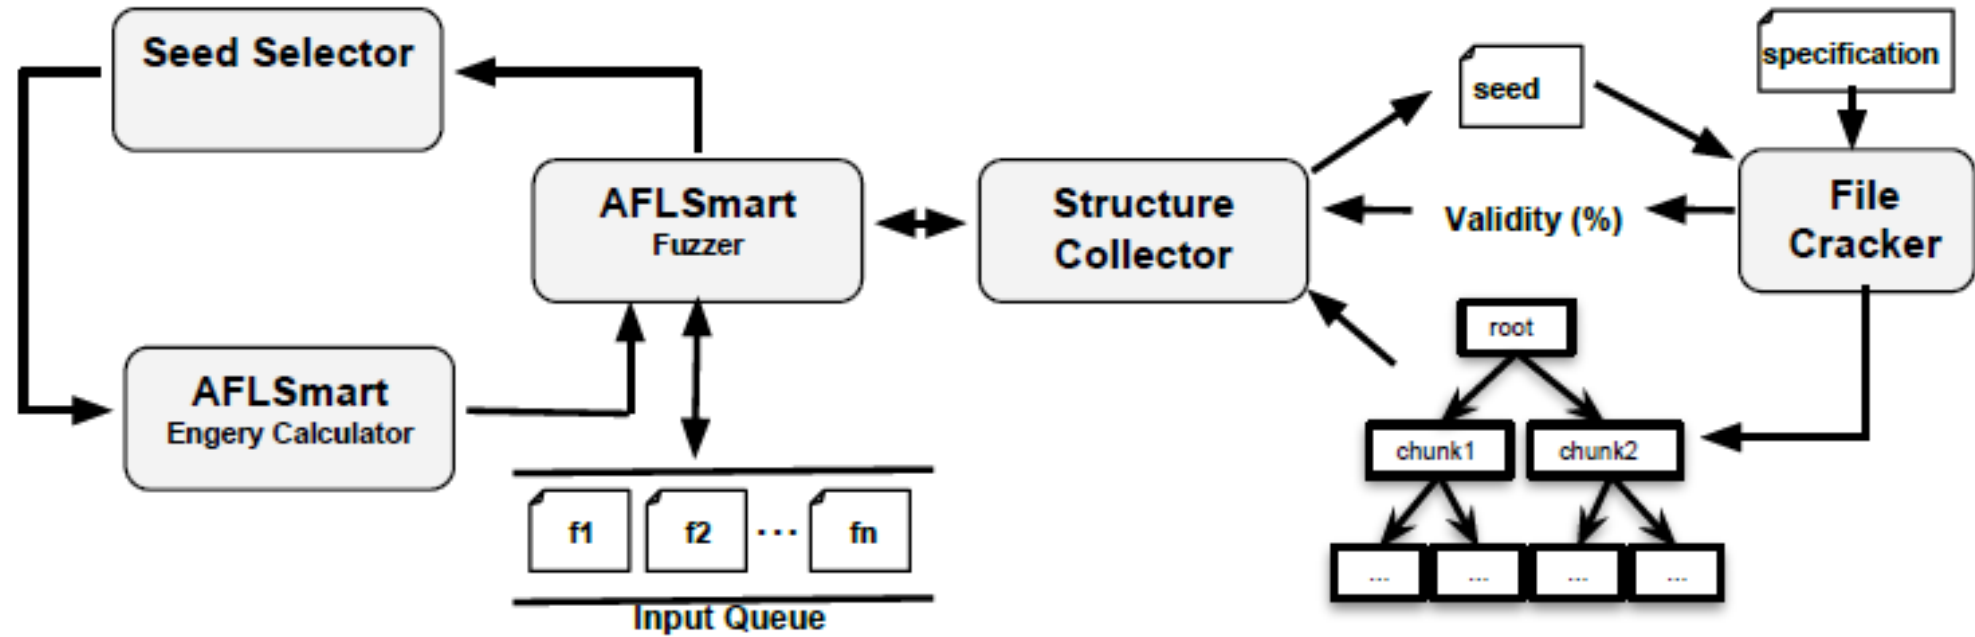 Seed Selector
specification
seed
AFLSmart
Fuzzer
Structure
Collector
Validity (%)
File
Cracker
root
AFLSmart
Engery Calculator
chunk1
chunk2
f1
f2
...
fn
...
...
...
...
Input Queue